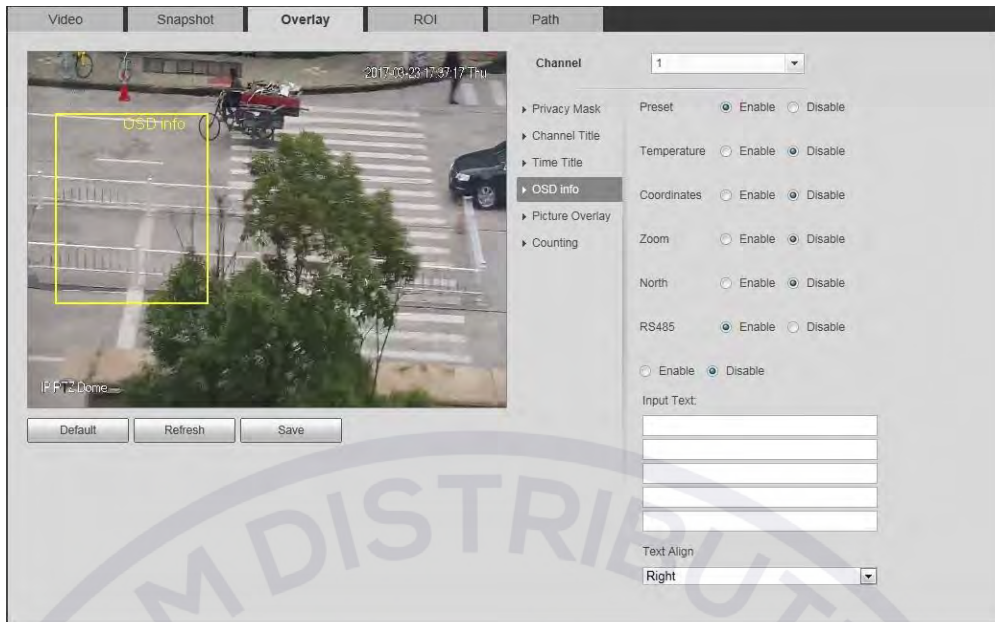 Video Snapshot Overlay ROI Path
2017-03-23 17:37:17 Thu
OSD info
IP PTZ Dome
Default Refresh Save
Channel 1
Privacy Mask
Channel Title
Time Title
OSD info
Picture Overlay
Counting
Preset Enable Disable
Temperature Enable Disable
Coordinates Enable Disable
Zoom Enable Disable
North Enable Disable
RS485 Enable Disable
Enable Disable
Input Text:
Text Align
Right
M DISTRIBUT